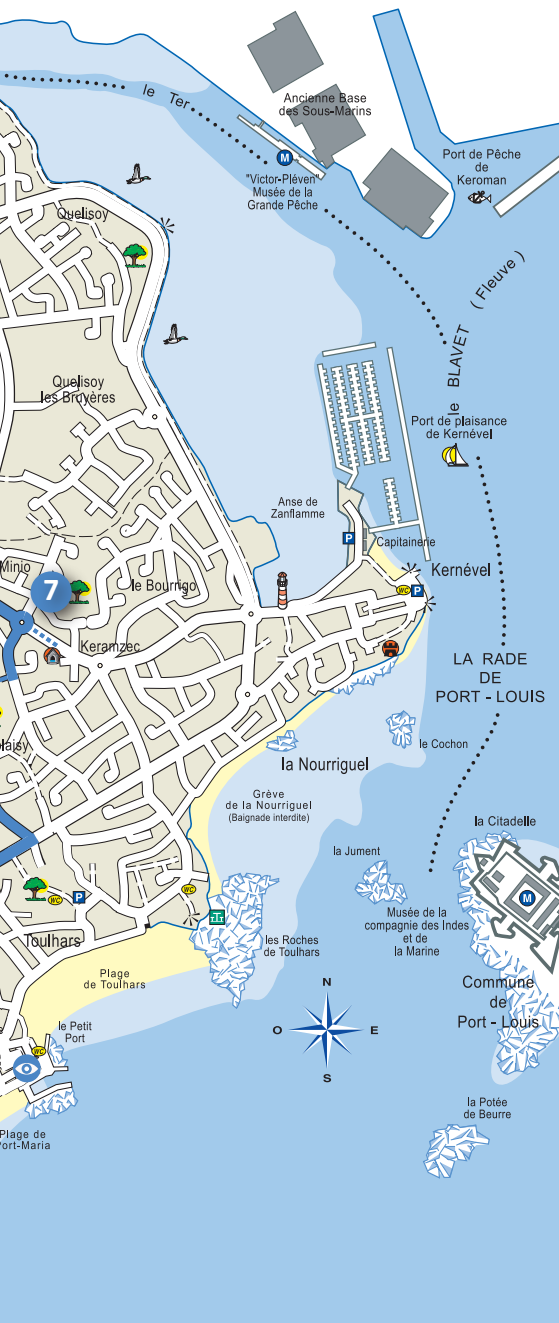 le Ter
Ancienne Base
des Sous-Marins
M
"Victor-Pléven"
Musée de la
Grande Pêche
Port de Pêche
de
Keroman
Quelisoy
le BLAVET (Fleuve)
Quelisoy
les Bruyères
Port de plaisance
de Kernével
Anse de
Zanflamme
P
Capitainerie
Minio
7
le Bourrigo
Kernével
WC
P
Keramzec
LA RADE
DE
PORT - LOUIS
le Cochon
la Nourriguel
Grève
de la Nourriguel
(Baignade interdite)
la Citadelle
la Jument
M
WC
P
WC
Musée de la
compagnie des Indes
et de
la Marine
Toulhars
les Roches
de Toulhars
Plage
de Toulhars
Commune
de
Port - Louis
N
O
E
S
le Petit
Port
WC
la Potée
de Beurre
Plage de